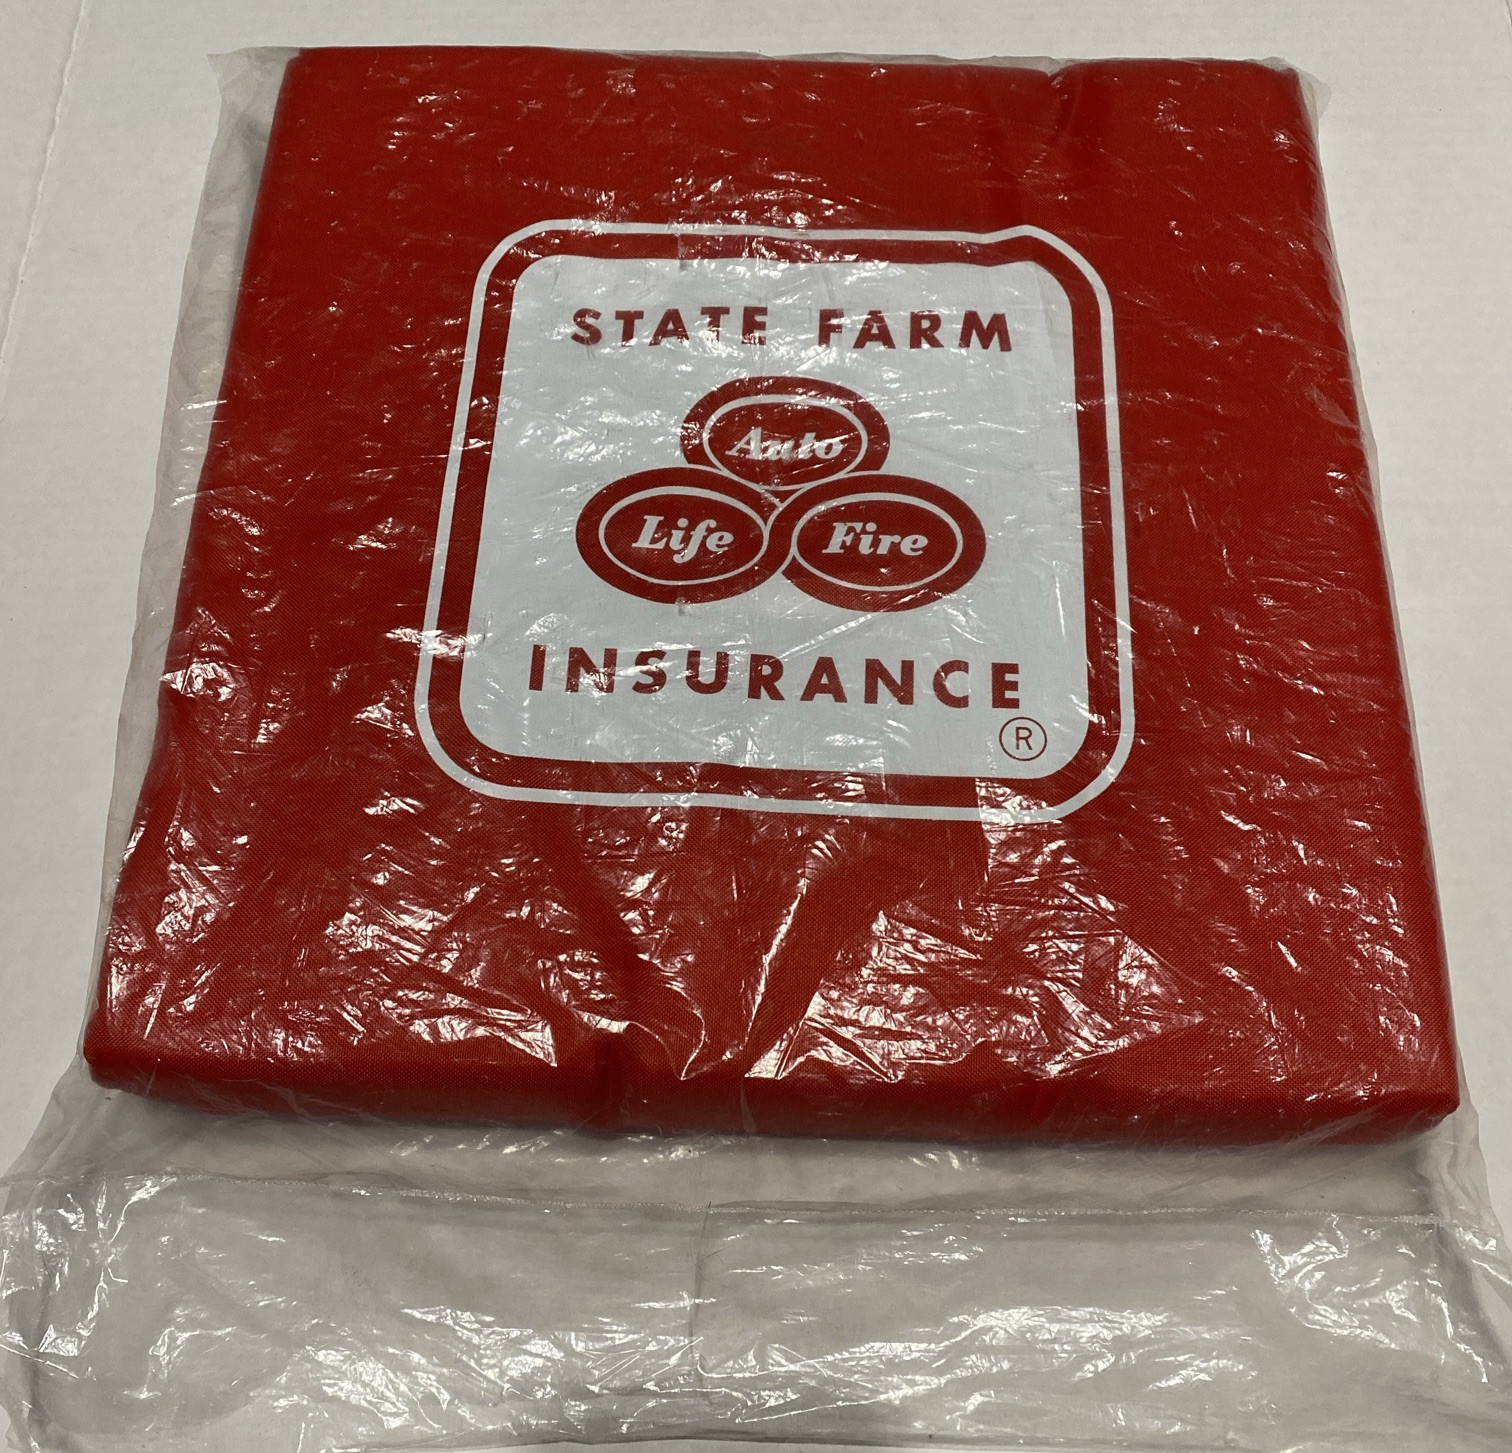 STATE FARM
Auto
Life Fire
INSURANCE
®